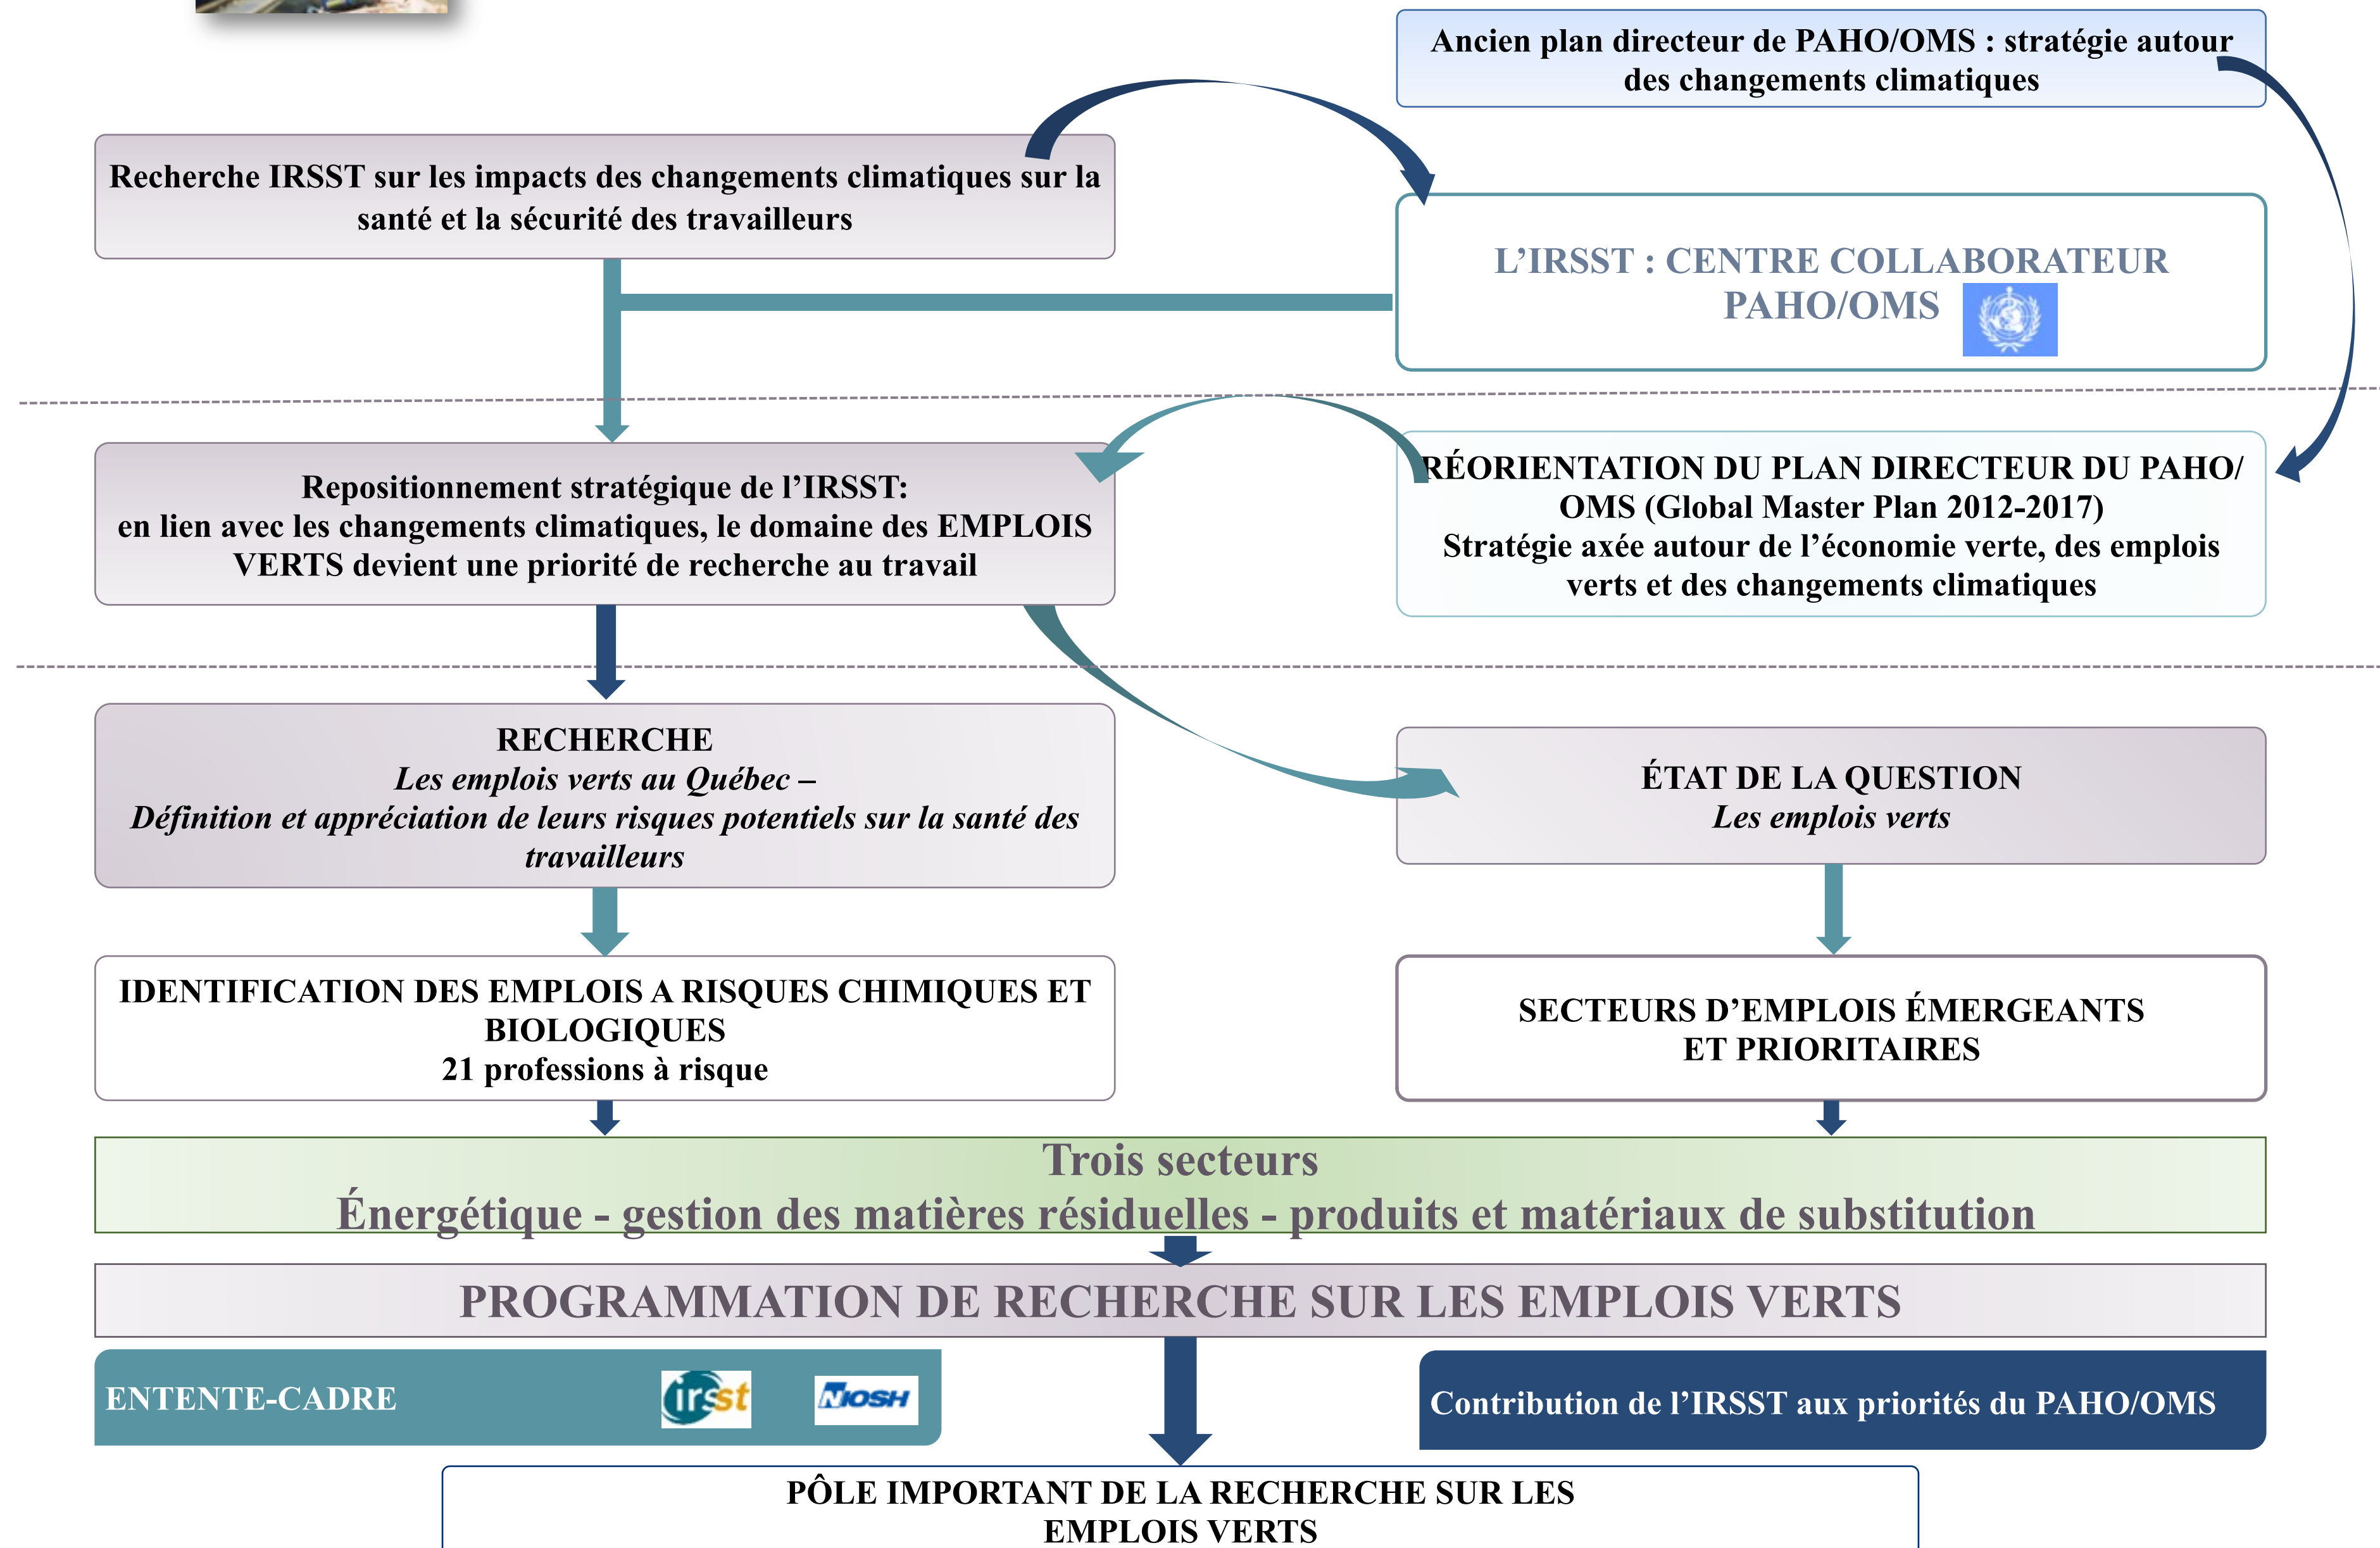 Ancien plan directeur de PAHO/OMS : stratégie autour
des changements climatiques
Recherche IRSST sur les impacts des changements climatiques sur la
santé et la sécurité des travailleurs
L’IRSST : CENTRE COLLABORATEUR
PAHO/OMS
Repositionnement stratégique de l’IRSST:
en lien avec les changements climatiques, le domaine des EMPLOIS
VERTS devient une priorité de recherche au travail
RÉORIENTATION DU PLAN DIRECTEUR DU PAHO/
OMS (Global Master Plan 2012-2017)
Stratégie axée autour de l’économie verte, des emplois
verts et des changements climatiques
RECHERCHE
Les emplois verts au Québec –
Définition et appréciation de leurs risques potentiels sur la santé des
travailleurs
ÉTAT DE LA QUESTION
Les emplois verts
IDENTIFICATION DES EMPLOIS A RISQUES CHIMIQUES ET
BIOLOGIQUES
21 professions à risque
SECTEURS D’EMPLOIS ÉMERGEANTS
ET PRIORITAIRES
Trois secteurs
Énergétique - gestion des matières résiduelles - produits et matériaux de substitution
PROGRAMMATION DE RECHERCHE SUR LES EMPLOIS VERTS
ENTENTE-CADRE
irsst
NIOSH
Contribution de l’IRSST aux priorités du PAHO/OMS
PÔLE IMPORTANT DE LA RECHERCHE SUR LES
EMPLOIS VERTS